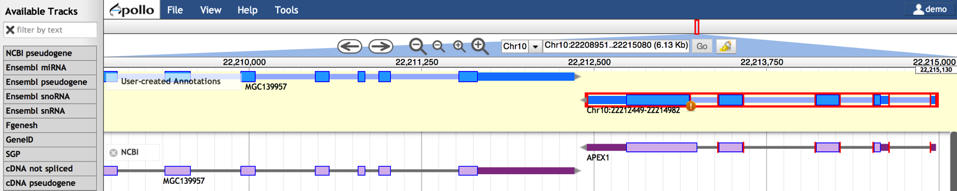 Available Tracks
filter by text
NCBI pseudogene
Ensembl miRNA
Ensembl pseudogene
Ensembl snoRNA
Ensembl snRNA
Fgenesh
GeneID
SGP
cDNA not spliced
cDNA pseudogene
Apollo File View Help Tools demo
Chr10 Chr10:22208951..22215080 (6.13 Kb) Go
22,210,000 22,211,250 22,212,500 22,213,750 22,215,000
22,215,130
User-created Annotations
MGC139957
Chr10:22212449-22214982
NCBI
APEX1
MGC139957